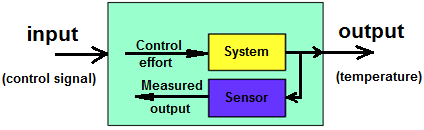 input
(control signal)
Control
effort
System
Measured
output
Sensor
output
(temperature)